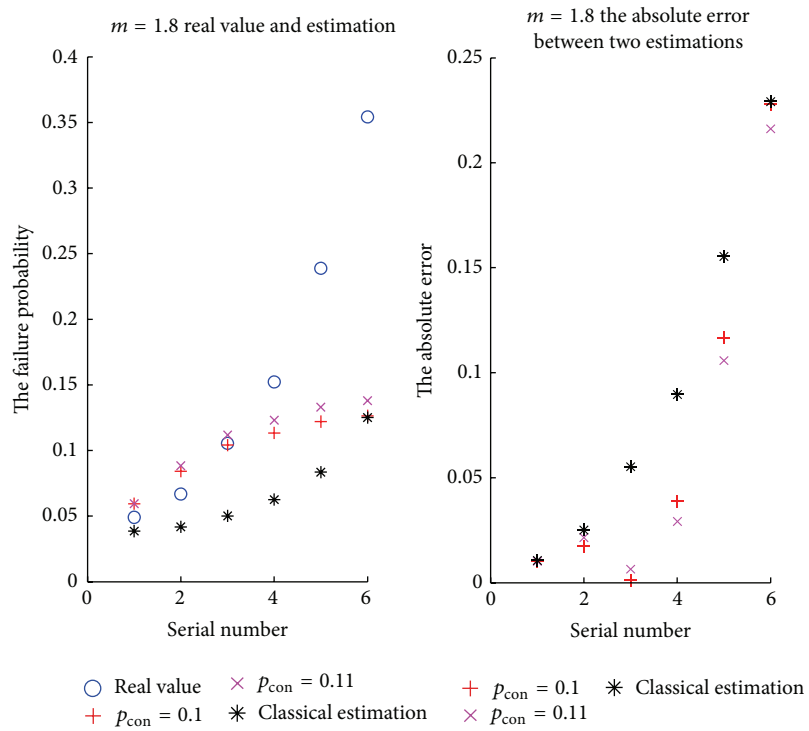 m = 1.8 real value and estimation
0.4
0.35
0.3
0.25
0.2
0.15
0.1
0.05
0
0
2
4
6
The failure probability
Serial number
m = 1.8 the absolute error
between two estimations
0.25
0.2
0.15
0.1
0.05
0
0
2
4
6
The absolute error
Serial number
Real value
p_con = 0.1
p_con = 0.11
Classical estimation
p_con = 0.1
p_con = 0.11
Classical estimation